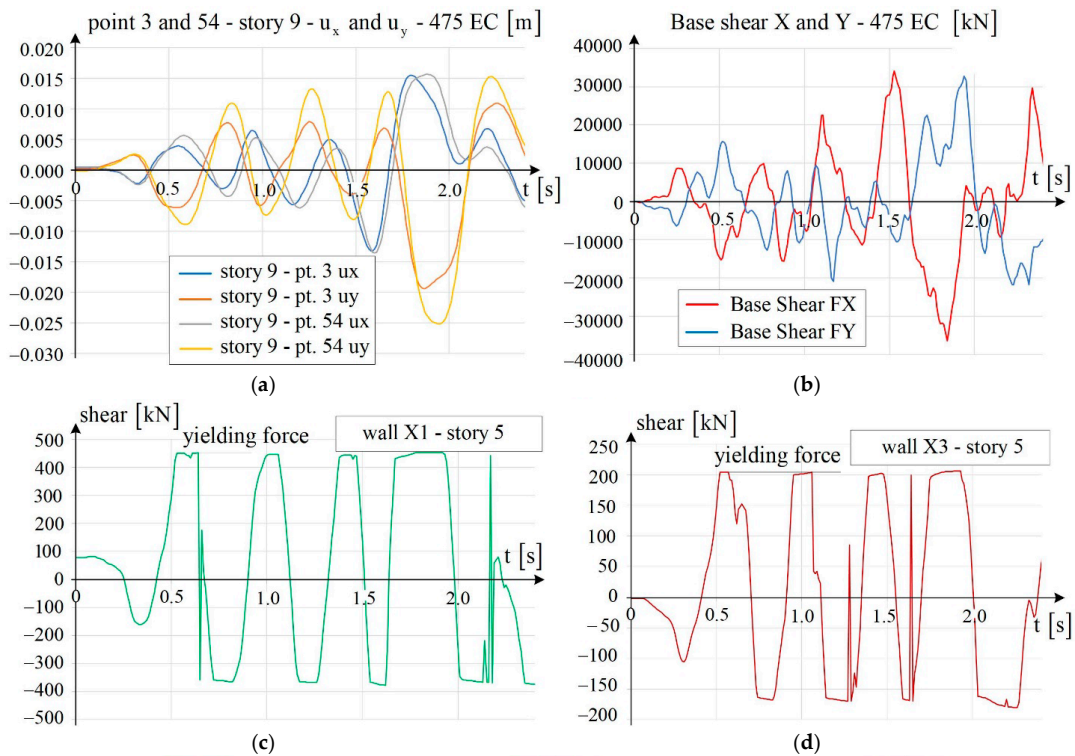 point 3 and 54 - story 9 - ux and uy - 475 EC [m]
0.020
0.015
0.010
0.005
0.000
−0.005
−0.010
−0.015
−0.020
−0.030
0.5
1.0
1.5
2.0
t [s]
story 9 - pt. 3 ux
story 9 - pt. 3 uy
story 9 - pt. 54 ux
story 9 - pt. 54 uy
(a)
Base shear X and Y - 475 EC [kN]
40000
30000
20000
10000
0
−10000
−20000
−30000
−40000
0.5
1.0
1.5
2.0
t [s]
Base Shear FX
Base Shear FY
(b)
shear [kN]
yielding force
wall X1 - story 5
500
400
300
200
100
0
−100
−200
−300
−400
−500
0.5
1.0
1.5
2.0
t [s]
(c)
shear [kN]
yielding force
wall X3 - story 5
250
200
150
100
50
0
−50
−100
−150
−200
0.5
1.0
1.5
2.0
t [s]
(d)